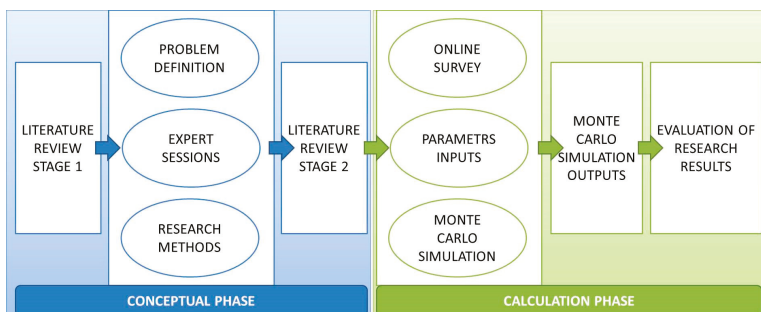 LITERATURE
REVIEW
STAGE 1
PROBLEM
DEFINITION
EXPERT
SESSIONS
RESEARCH
METHODS
LITERATURE
REVIEW
STAGE 2
CONCEPTUAL PHASE
ONLINE
SURVEY
PARAMETRS
INPUTS
MONTE
CARLO
SIMULATION
MONTE
CARLO
SIMULATION
OUTPUTS
EVALUATION OF
RESEARCH
RESULTS
CALCULATION PHASE